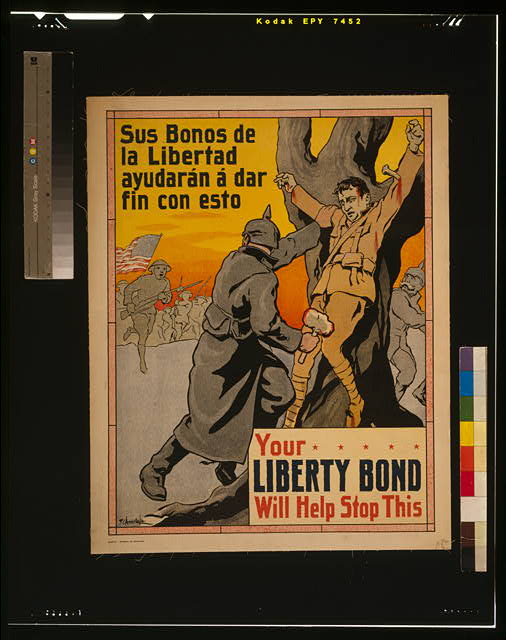 Kodak EPY 7452
Sus Bonos de
la Libertad
ayudarán á dar
fin con esto
Your
LIBERTY BOND
Will Help Stop This